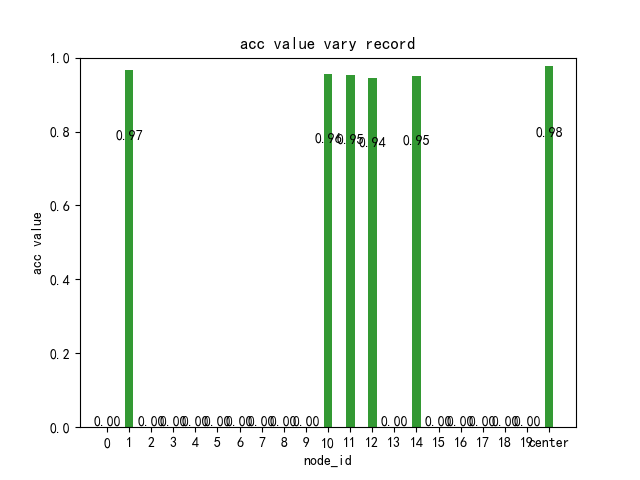 acc value vary record
1.0
0.8
0.6
0.4
0.2
0.0
acc value
0.97 0.96 0.95 0.94 0.95 0.98
0.00 0.00 0.00 0.00 0.00 0.00 0.00 0.00 0.00 0.00 0.00 0.00 0.00 0.00 0.00
0 1 2 3 4 5 6 7 8 9 10 11 12 13 14 15 16 17 18 19 center
node_id